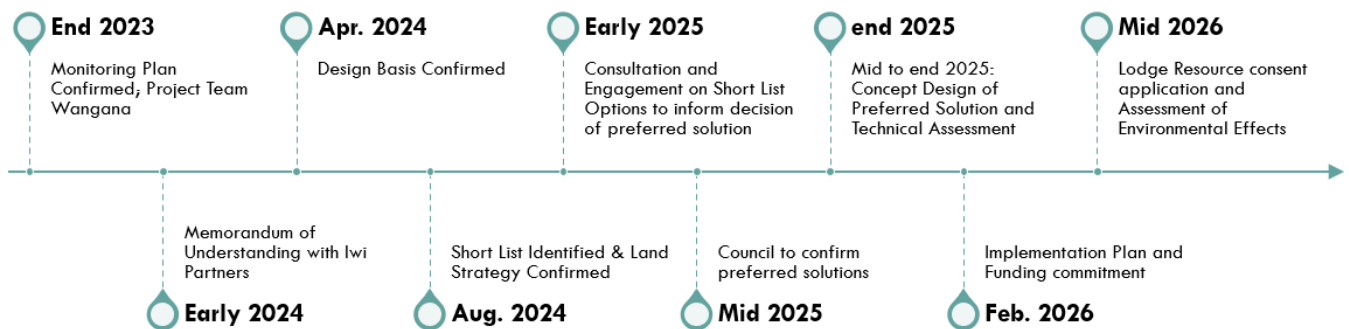 End 2023
Monitoring Plan
Confirmed; Project Team
Wangana
Apr. 2024
Design Basis Confirmed
Early 2025
Consultation and
Engagement on Short List
Options to inform decision
of preferred solution
end 2025
Mid to end 2025:
Concept Design of
Preferred Solution and
Technical Assessment
Mid 2026
Lodge Resource consent
application and
Assessment of
Environmental Effects
Memorandum of
Understanding with Iwi
Partners
Early 2024
Short List Identified & Land
Strategy Confirmed
Aug. 2024
Council to confirm
preferred solutions
Mid 2025
Implementation Plan and
Funding commitment
Feb. 2026